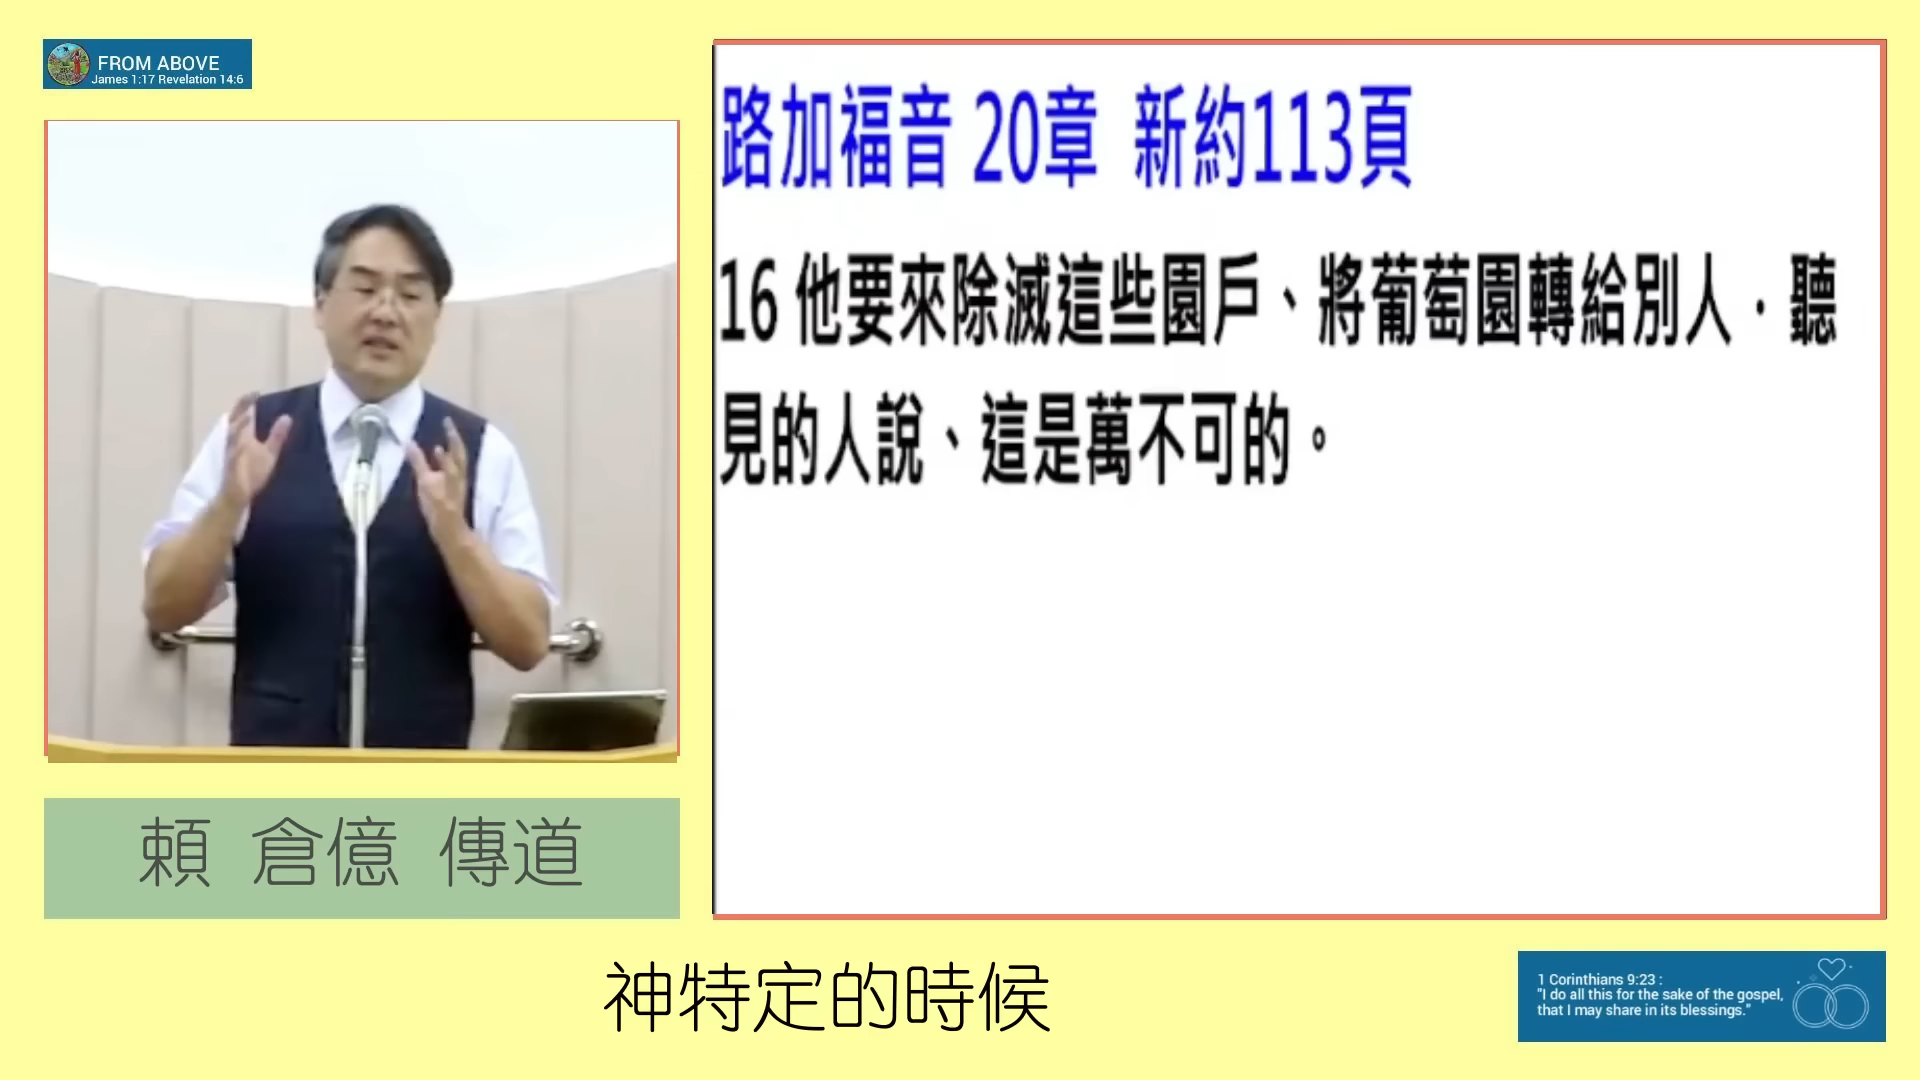 FROM ABOVE
James 1:17 Revelation 14:6
路加福音 20章 新約113頁
16 他要來除滅這些園戶、將葡萄園轉給別人．聽
見的人說、這是萬不可的。
賴 倉億 傳道
神特定的時候
1 Corinthians 9:23 :
"I do all this for the sake of the gospel,
that I may share in its blessings."